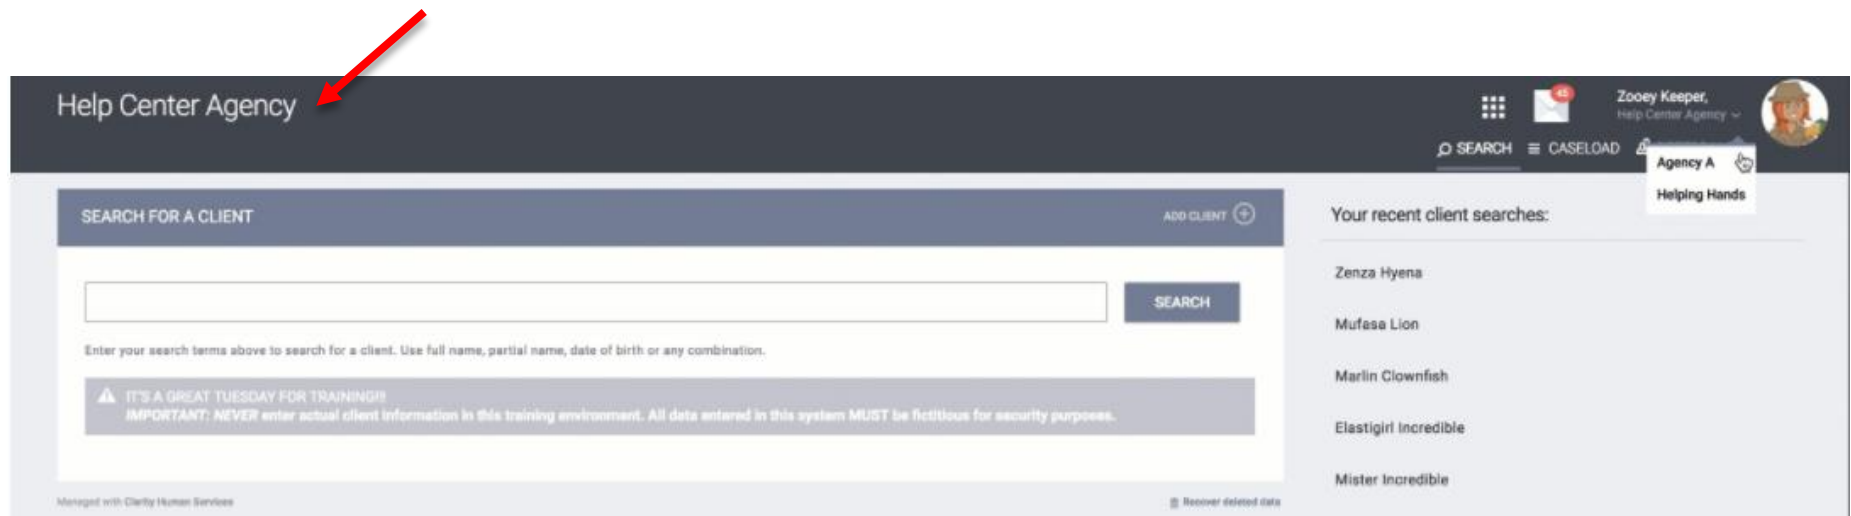 Help Center Agency
45
Zooey Keeper,
Help Center Agency
SEARCH
CASELOAD
Agency A
Helping Hands
SEARCH FOR A CLIENT
ADD CLIENT
SEARCH
Enter your search terms above to search for a client. Use full name, partial name, date of birth or any combination.
IT'S A GREAT TUESDAY FOR TRAINING!!!
IMPORTANT: NEVER enter actual client information in this training environment. All data entered in this system MUST be fictitious for security purposes.
Managed with Clarity Human Services
Recover deleted data
Your recent client searches:
Zenza Hyena
Mufasa Lion
Marlin Clownfish
Elastigirl Incredible
Mister Incredible